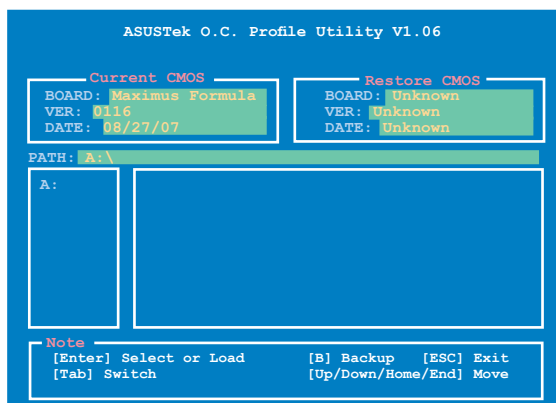 ASUSTek O.C. Profile Utility V1.06
Current CMOS
BOARD: Maximus Formula
VER: 0116
DATE: 08/27/07
Restore CMOS
BOARD: Unknown
VER: Unknown
DATE: Unknown
PATH: A:\
A:
Note
[Enter] Select or Load [B] Backup [ESC] Exit
[Tab] Switch [Up/Down/Home/End] Move